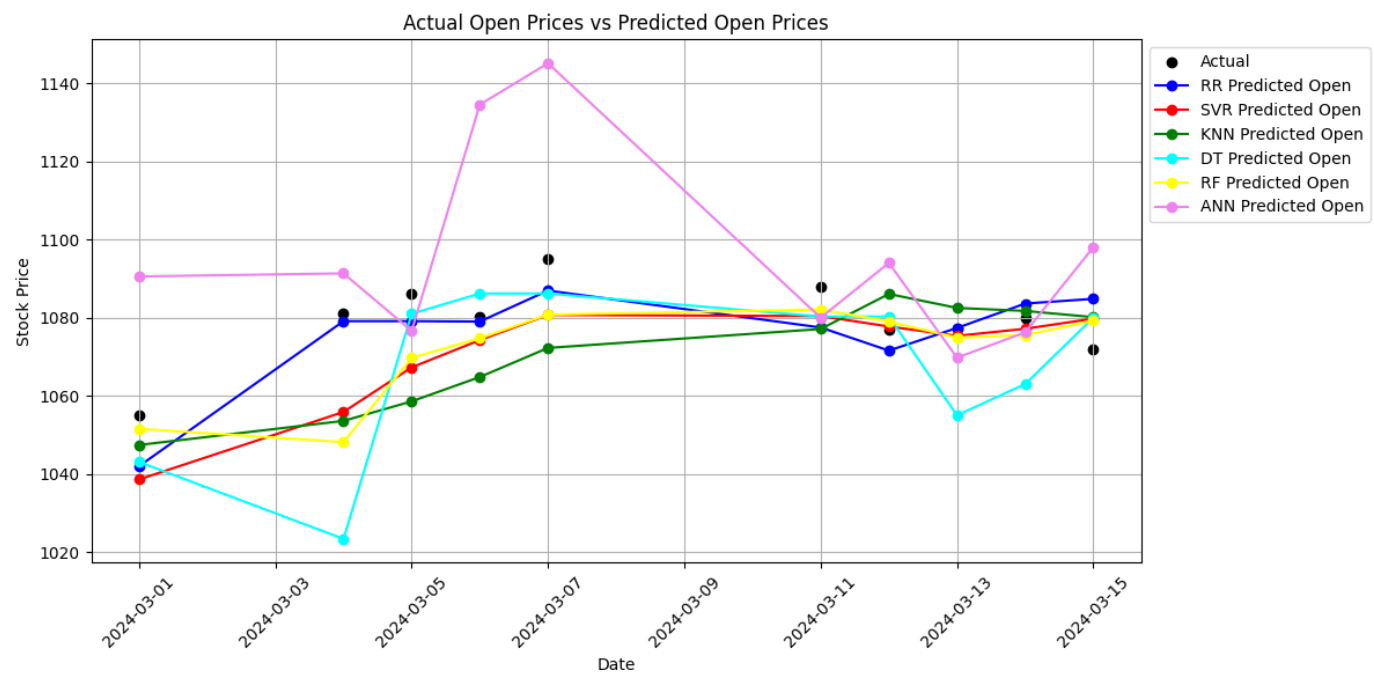 Actual Open Prices vs Predicted Open Prices
Stock Price
1140
1120
1100
1080
1060
1040
1020
2024-03-01
2024-03-03
2024-03-05
2024-03-07
2024-03-09
2024-03-11
2024-03-13
2024-03-15
Date
Actual
RR Predicted Open
SVR Predicted Open
KNN Predicted Open
DT Predicted Open
RF Predicted Open
ANN Predicted Open